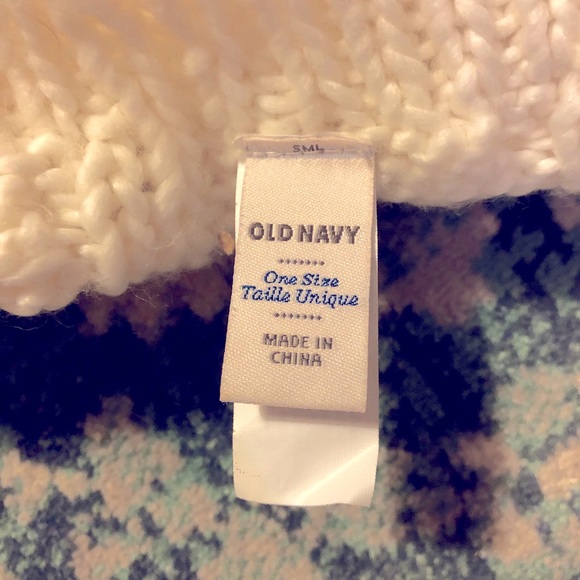 SML
OLD NAVY
One Size
Taille Unique
MADE IN
CHINA